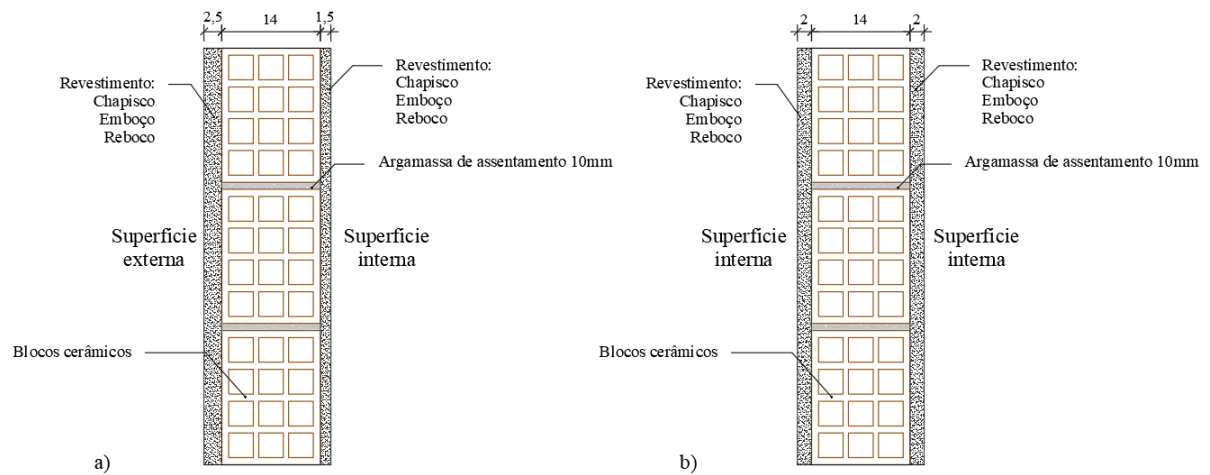 2,5 14 1,5
Revestimento:
Chapisco
Emboço
Reboco
Revestimento:
Chapisco
Emboço
Reboco
Argamassa de assentamento 10mm
Superfície
externa
Superfície
interna
Blocos cerâmicos
a)
2 14 2
Revestimento:
Chapisco
Emboço
Reboco
Revestimento:
Chapisco
Emboço
Reboco
Argamassa de assentamento 10mm
Superfície
interna
Superfície
interna
Blocos cerâmicos
b)